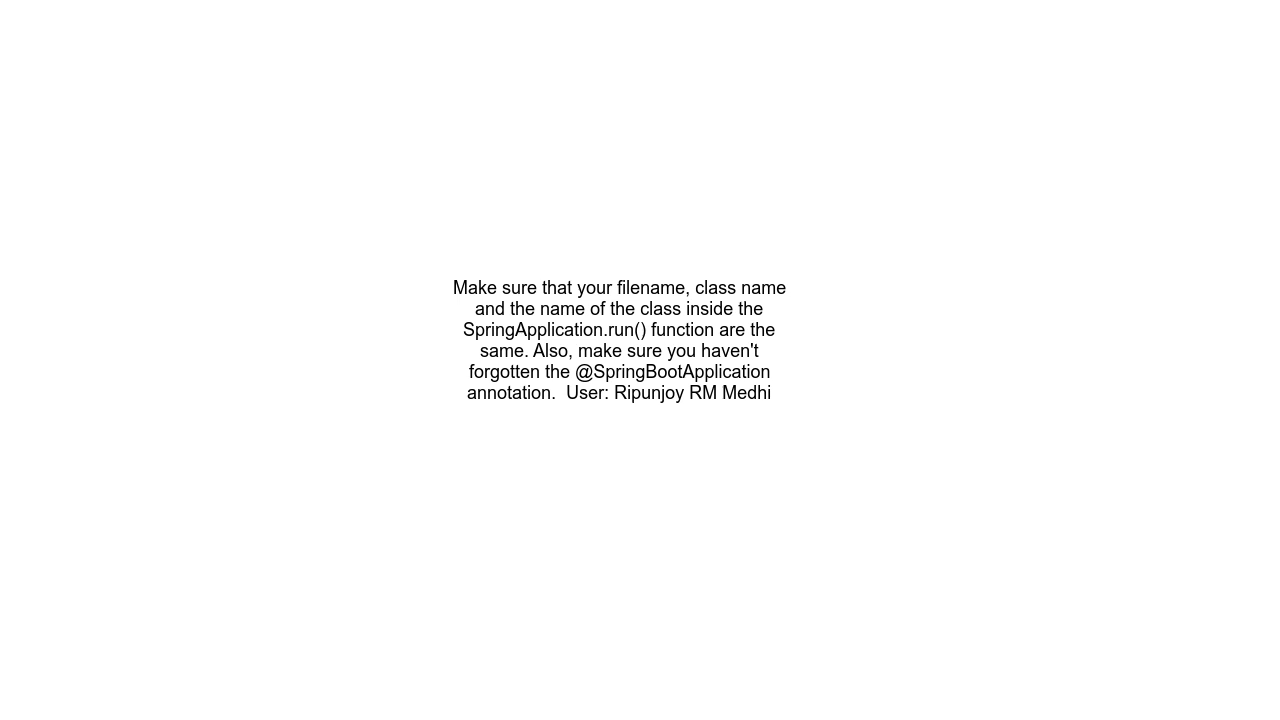 Make sure that your filename, class name
and the name of the class inside the
SpringApplication.run() function are the
same. Also, make sure you haven't
forgotten the @SpringBootApplication
annotation.  User: Ripunjoy RM Medhi